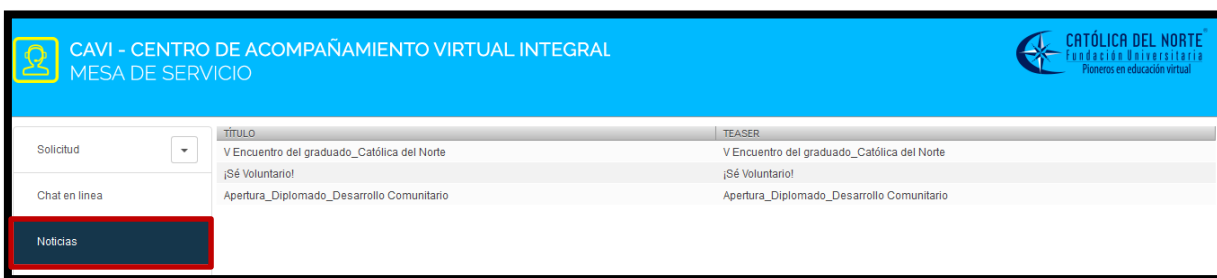 CAVI - CENTRO DE ACOMPAÑAMIENTO VIRTUAL INTEGRAL
MESA DE SERVICIO
CATÓLICA DEL NORTE®
Fundación Universitaria
Pioneros en educación virtual
Solicitud
Chat en linea
Noticias
TÍTULO TEASER
V Encuentro del graduado_Católica del Norte V Encuentro del graduado_Católica del Norte
¡Sé Voluntario! ¡Sé Voluntario!
Apertura_Diplomado_Desarrollo Comunitario Apertura_Diplomado_Desarrollo Comunitario